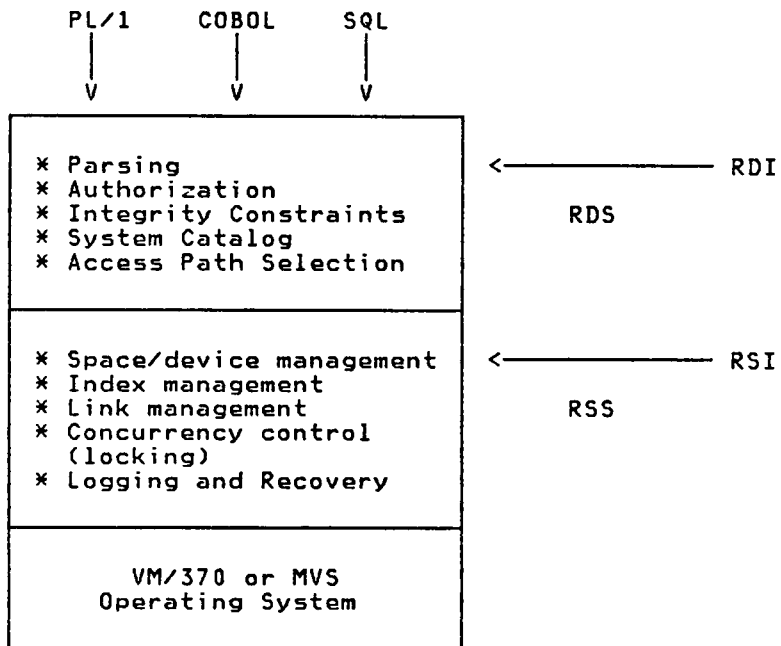 PL/1 COBOL SQL
* Parsing
* Authorization
* Integrity Constraints
* System Catalog
* Access Path Selection
RDI
RDS
* Space/device management
* Index management
* Link management
* Concurrency control
(locking)
* Logging and Recovery
RSI
RSS
VM/370 or MVS
Operating System